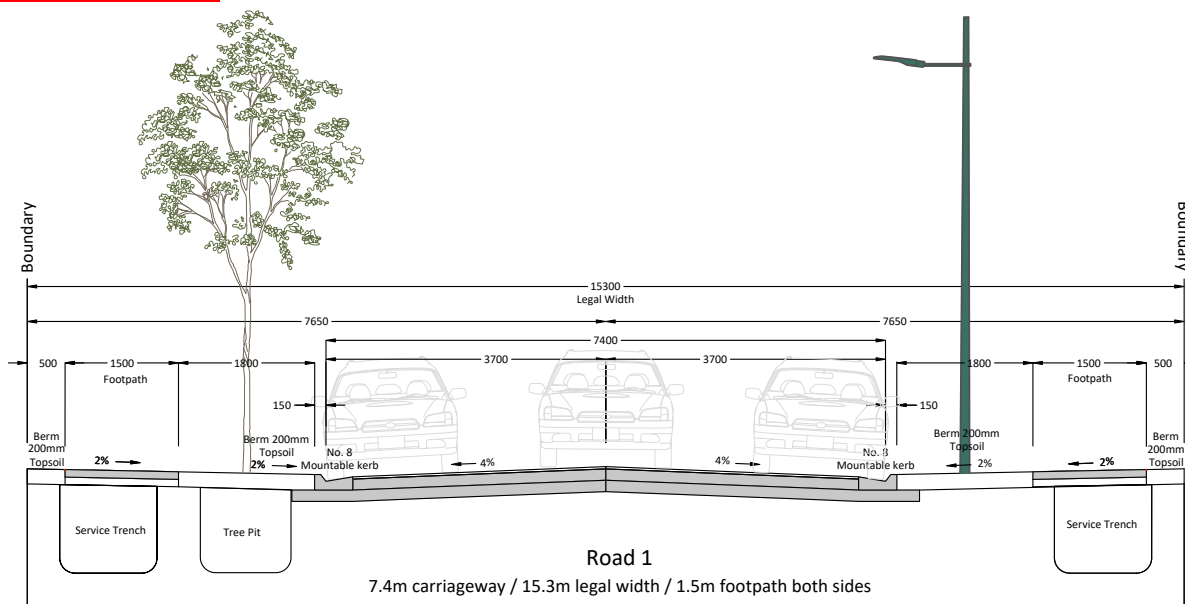 Boundary
Boundary
15300
Legal Width
7650
7650
7400
500
1500
1800
3700
3700
1800
1500
500
Footpath
Footpath
150
150
Berm
200mm
Topsoil
Berm 200mm
Topsoil
No. 8
Mountable kerb
No. 8
Mountable kerb
Berm 200mm
Topsoil
Berm
200mm
Topsoil
2%
2%
4%
4%
2%
2%
Service Trench
Tree Pit
Service Trench
Road 1
7.4m carriageway / 15.3m legal width / 1.5m footpath both sides